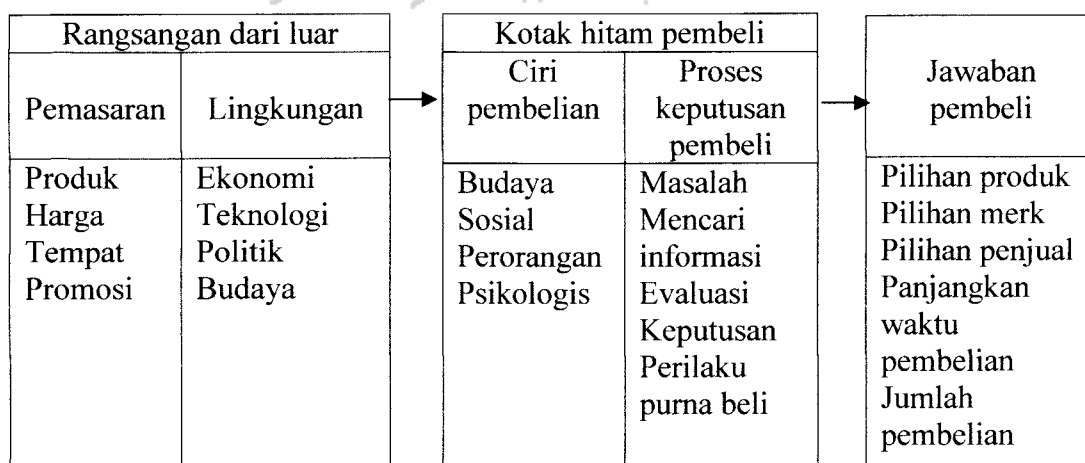 Rangsangan dari luar
Pemasaran
Lingkungan
Produk
Harga
Tempat
Promosi
Ekonomi
Teknologi
Politik
Budaya
Kotak hitam pembeli
Ciri
pembelian
Proses
keputusan
pembeli
Budaya
Sosial
Perorangan
Psikologis
Masalah
Mencari
informasi
Evaluasi
Keputusan
Perilaku
purna beli
Jawaban
pembeli
Pilihan produk
Pilihan merk
Pilihan penjual
Panjangkan
waktu
pembelian
Jumlah
pembelian